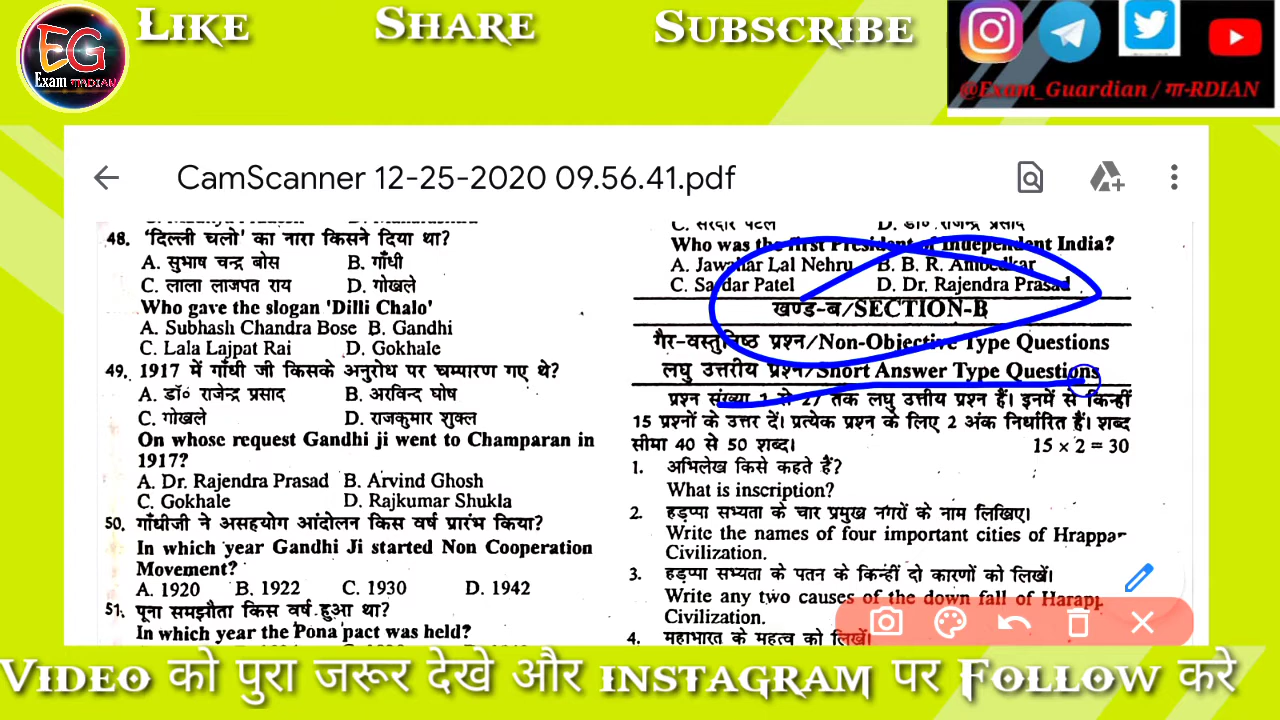 LIKE
SHARE
SUBSCRIBE
EG
Exam गार्DIAN
@Exam_Guardian / गा-RDIAN
CamScanner 12-25-2020 09.56.41.pdf
48. 'दिल्ली चलो' का नारा किसने दिया था?
A. सुभाष चन्द्र बोस B. गाँधी
C. लाला लाजपत राय D. गोखले
Who gave the slogan 'Dilli Chalo'
A. Subhash Chandra Bose B. Gandhi
C. Lala Lajpat Rai D. Gokhale
49. 1917 में गाँधी जी किसके अनुरोध पर चम्पारण गए थे?
A. डॉ० राजेन्द्र प्रसाद B. अरविन्द घोष
C. गोखले D. राजकुमार शुक्ल
On whose request Gandhi ji went to Champaran in
1917?
A. Dr. Rajendra Prasad B. Arvind Ghosh
C. Gokhale D. Rajkumar Shukla
50. गाँधीजी ने असहयोग आंदोलन किस वर्ष प्रारंभ किया?
In which year Gandhi Ji started Non Cooperation
Movement?
A. 1920 B. 1922 C. 1930 D. 1942
51. पूना समझौता किस वर्ष हुआ था?
In which year the Pona pact was held?
C. सरदार पटेल D. डॉ० राजेन्द्र प्रसाद
Who was the first President of Independent India?
A. Jawahar Lal Nehru B. B. R. Ambedkar
C. Sardar Patel D. Dr. Rajendra Prasad
खण्ड-ब/SECTION-B
गैर-वस्तुनिष्ठ प्रश्न/Non-Objective Type Questions
लघु उत्तरीय प्रश्न/Short Answer Type Questions
प्रश्न संख्या 1 से 27 तक लघु उत्तीय प्रश्न हैं। इनमें से किन्हीं
15 प्रश्नों के उत्तर दें। प्रत्येक प्रश्न के लिए 2 अंक निर्धारित हैं। शब्द
सीमा 40 से 50 शब्द। 15 × 2 = 30
1. अभिलेख किसे कहते हैं?
What is inscription?
2. हड़प्पा सभ्यता के चार प्रमुख नगरों के नाम लिखिए।
Write the names of four important cities of Hrappan
Civilization.
3. हड़प्पा सभ्यता के पतन के किन्हीं दो कारणों को लिखें।
Write any two causes of the down fall of Harapp
Civilization.
4. महाभारत के महत्व को लिखें।
VIDEO को पुरा जरूर देखे और INSTAGRAM पर FOLLOW करे